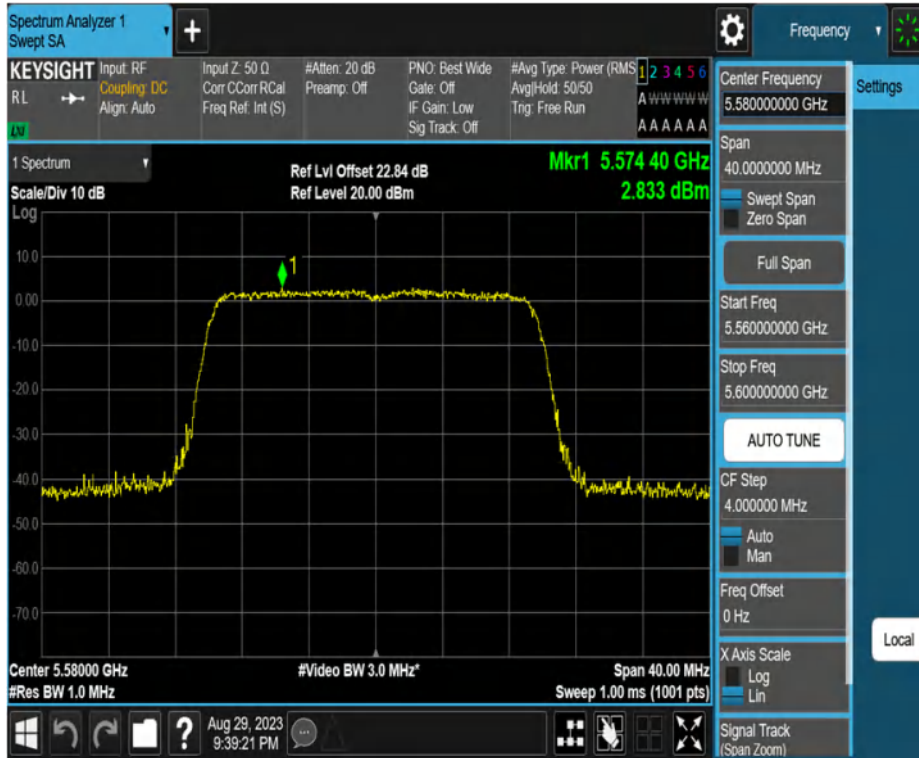 Spectrum Analyzer 1
Swept SA
+
Frequency
KEYSIGHT
RL
LXI
Input: RF
Coupling: DC
Align: Auto
Input Z: 50 Ω
Corr CCorr RCal
Freq Ref: Int (S)
#Atten: 20 dB
Preamp: Off
PNO: Best Wide
Gate: Off
IF Gain: Low
Sig Track: Off
#Avg Type: Power (RMS
Avg|Hold: 50/50
Trig: Free Run
1 2 3 4 5 6
A W W W W W
A A A A A A
Center Frequency
5.580000000 GHz
Settings
Span
40.0000000 MHz
Swept Span
Zero Span
Full Span
Start Freq
5.560000000 GHz
Stop Freq
5.600000000 GHz
AUTO TUNE
CF Step
4.000000 MHz
Auto
Man
Freq Offset
0 Hz
X Axis Scale
Log
Lin
Signal Track
(Span Zoom)
Local
1 Spectrum
Scale/Div 10 dB
Log
Ref Lvl Offset 22.84 dB
Ref Level 20.00 dBm
Mkr1 5.574 40 GHz
2.833 dBm
1
10.0
0.00
-10.0
-20.0
-30.0
-40.0
-50.0
-60.0
-70.0
Center 5.58000 GHz
#Res BW 1.0 MHz
#Video BW 3.0 MHz*
Span 40.00 MHz
Sweep 1.00 ms (1001 pts)
?
Aug 29, 2023
9:39:21 PM